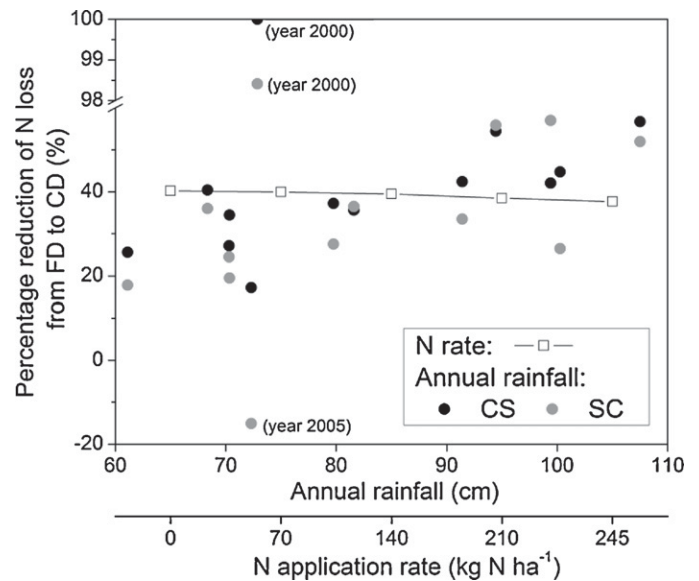 Percentage reduction of N loss
from FD to CD (%)
100
98
40
20
0
-20
(year 2000)
(year 2000)
(year 2005)
N rate:
Annual rainfall:
CS
SC
60 70 80 90 100 110
Annual rainfall (cm)
0 70 140 210 245
N application rate (kg N ha⁻¹)